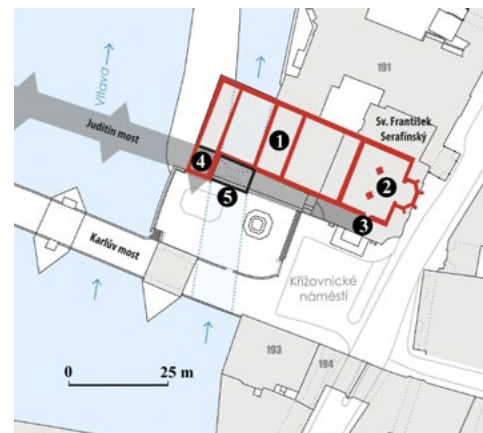 191
Vltava
Sv. František
Serafínský
Juditin most
1
2
4
5
3
Karlův most
Křížovnické
náměstí
193
194
0 25 m